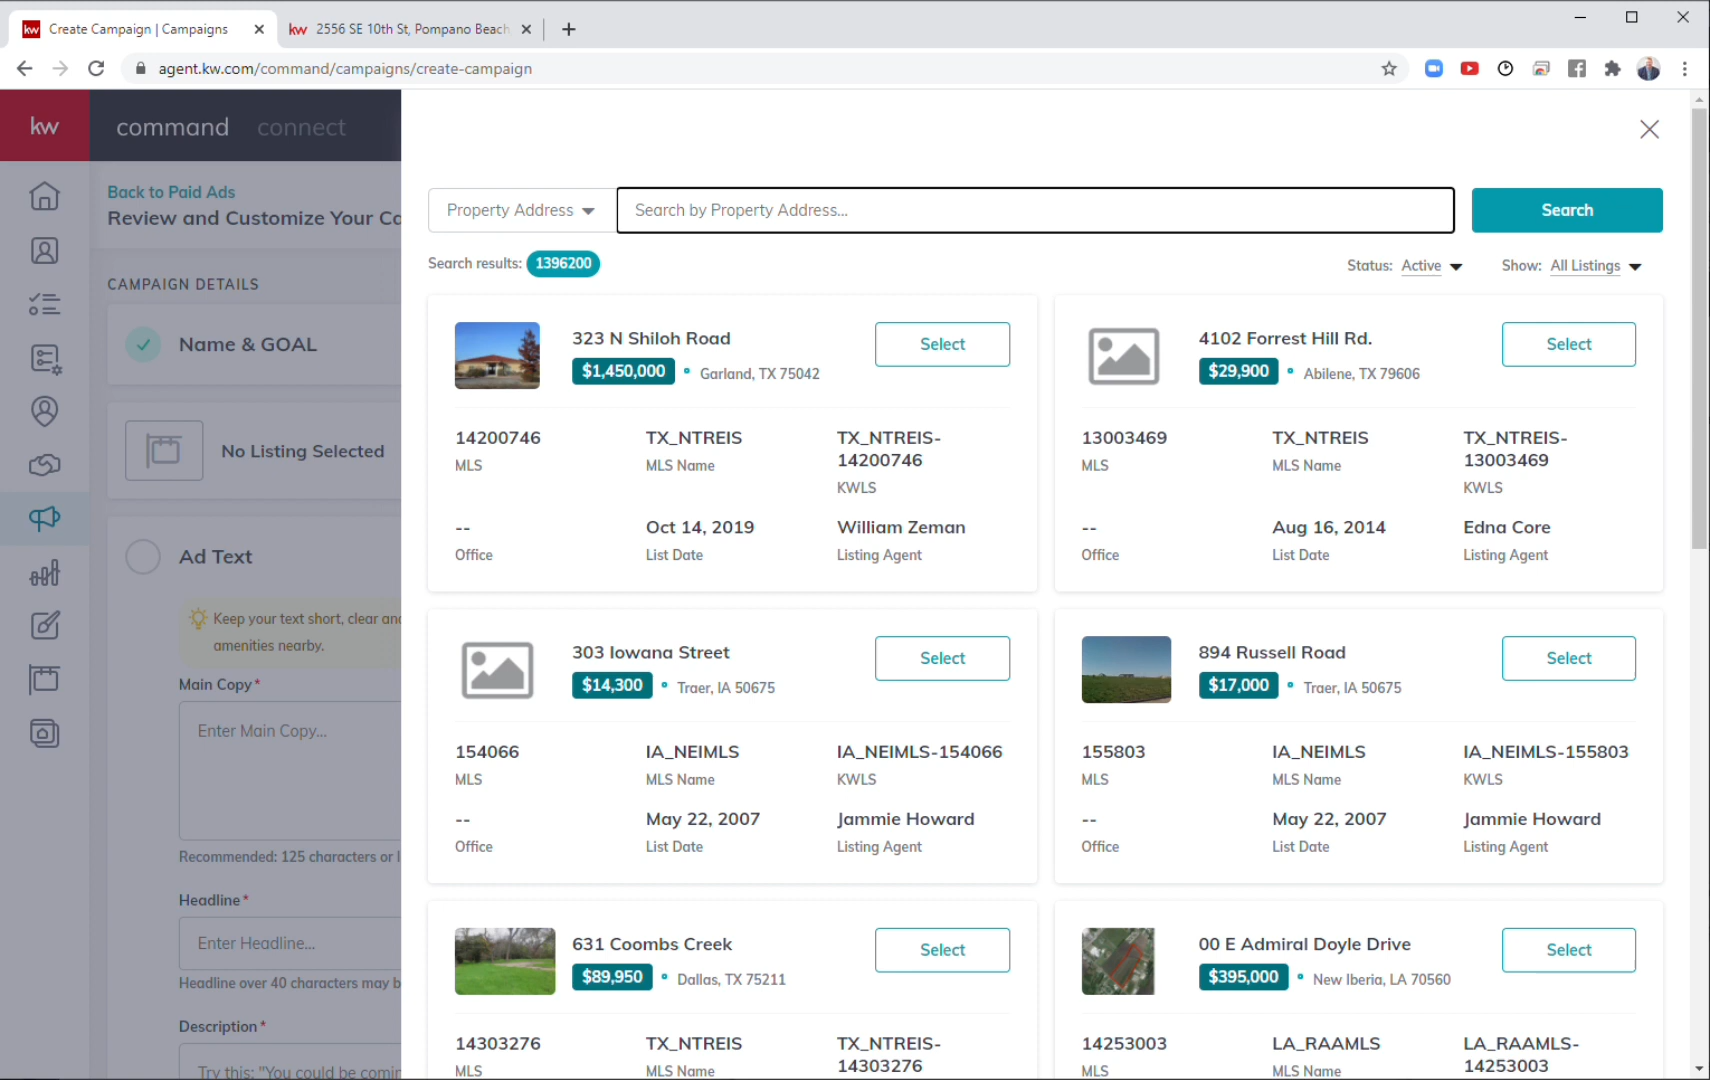 kw Create Campaign | Campaigns
kw 2556 SE 10th St, Pompano Beach,
agent.kw.com/command/campaigns/create-campaign
kw command connect
Back to Paid Ads
Review and Customize Your Ca
CAMPAIGN DETAILS
Name & GOAL
No Listing Selected
Ad Text
Keep your text short, clear and
amenities nearby.
Main Copy*
Enter Main Copy...
Recommended: 125 characters or l
Headline*
Enter Headline...
Headline over 40 characters may b
Description*
Try this: "You could be comin
Property Address
Search by Property Address...
Search
Search results: 1396200
Status: Active
Show: All Listings
323 N Shiloh Road
Select
$1,450,000 Garland, TX 75042
14200746 TX_NTREIS TX_NTREIS-
14200746
MLS MLS Name KWLS
-- Oct 14, 2019 William Zeman
Office List Date Listing Agent
4102 Forrest Hill Rd.
Select
$29,900 Abilene, TX 79606
13003469 TX_NTREIS TX_NTREIS-
13003469
MLS MLS Name KWLS
-- Aug 16, 2014 Edna Core
Office List Date Listing Agent
303 Iowana Street
Select
$14,300 Traer, IA 50675
154066 IA_NEIMLS IA_NEIMLS-154066
MLS MLS Name KWLS
-- May 22, 2007 Jammie Howard
Office List Date Listing Agent
894 Russell Road
Select
$17,000 Traer, IA 50675
155803 IA_NEIMLS IA_NEIMLS-155803
MLS MLS Name KWLS
-- May 22, 2007 Jammie Howard
Office List Date Listing Agent
631 Coombs Creek
Select
$89,950 Dallas, TX 75211
14303276 TX_NTREIS TX_NTREIS-
14303276
MLS MLS Name
00 E Admiral Doyle Drive
Select
$395,000 New Iberia, LA 70560
14253003 LA_RAAMLS LA_RAAMLS-
14253003
MLS MLS Name